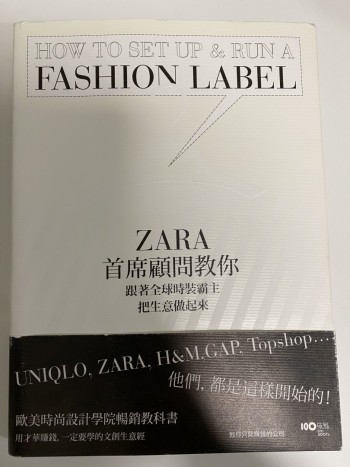 HOW TO SET UP & RUN A
FASHION LABEL
ZARA
首席顧問教你
跟著全球時裝霸主
把生意做起來
UNIQLO, ZARA, H&M.GAP, Topshop....
他們, 都是這樣開始的!
歐美時尚設計學院暢銷教科書
用才華賺錢, 一定要學的文創生意經
100